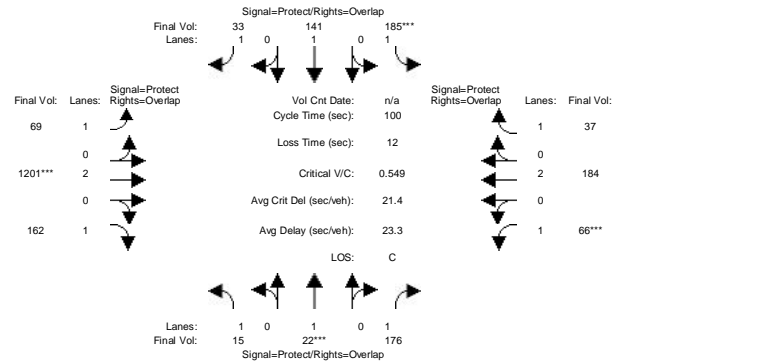 Signal=Protect/Rights=Overlap
Final Vol: 33 141 185***
Lanes: 1 0 1 0 1
Signal=Protect
Final Vol: Lanes: Rights=Overlap
Vol Cnt Date: n/a
Signal=Protect
Rights=Overlap Lanes: Final Vol:
Cycle Time (sec): 100
69 1
1 37
Loss Time (sec): 12
0
0
1201*** 2
Critical V/C: 0.549
2 184
0
Avg Crit Del (sec/veh): 21.4
0
162 1
Avg Delay (sec/veh): 23.3
1 66***
LOS: C
Lanes: 1 0 1 0 1
Final Vol: 15 22*** 176
Signal=Protect/Rights=Overlap